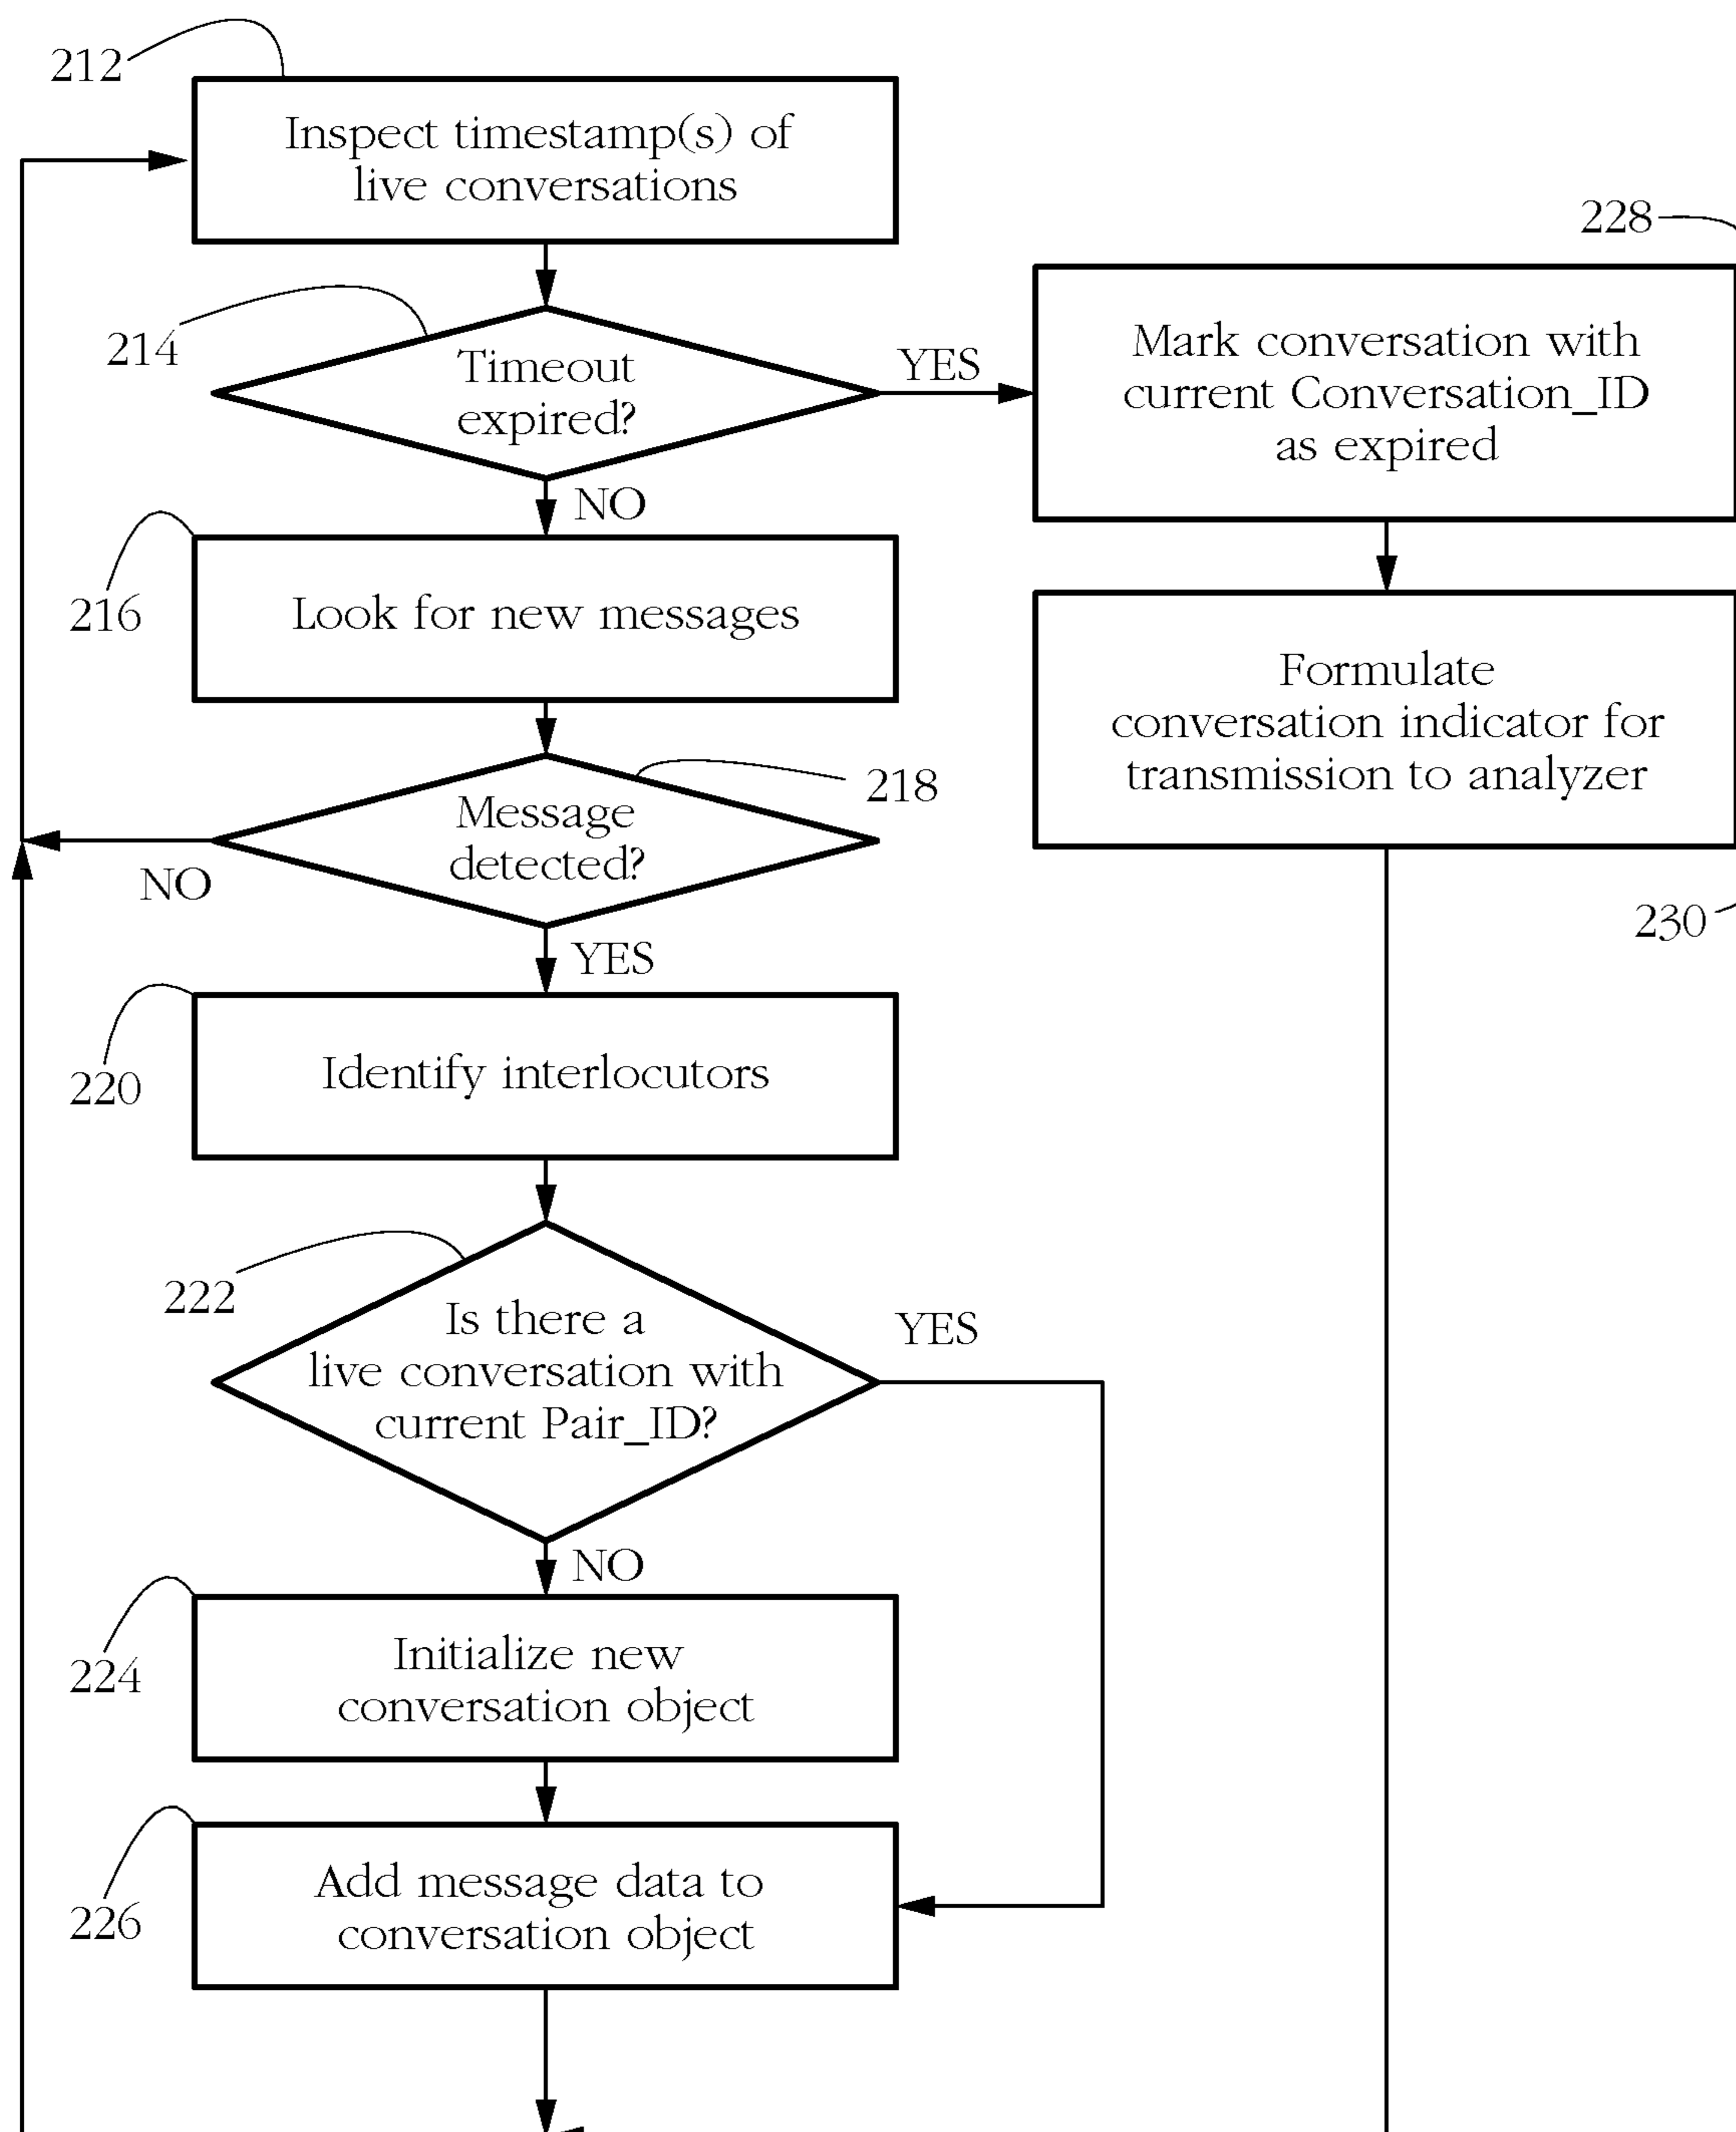 212
Inspect timestamp(s) of
live conversations
228
214
Timeout
expired?
YES
Mark conversation with
current Conversation_ID
as expired
NO
216
Look for new messages
Formulate
conversation indicator for
transmission to analyzer
218
Message
detected?
NO
230
YES
220
Identify interlocutors
222
Is there a
live conversation with
current Pair_ID?
YES
NO
224
Initialize new
conversation object
226
Add message data to
conversation object